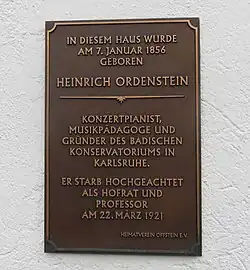 IN DIESEM HAUS WURDE
AM 7. JANUAR 1856
GEBOREN
HEINRICH ORDENSTEIN
KONZERTPIANIST,
MUSIKPÄDAGOGE UND
GRÜNDER DES BADISCHEN
KONSERVATORIUMS IN
KARLSRUHE.
ER STARB HOCHGEACHTET
ALS HOFRAT UND
PROFESSOR
AM 22. MÄRZ 1921
HEIMATVEREIN OFFSTEIN E.V.